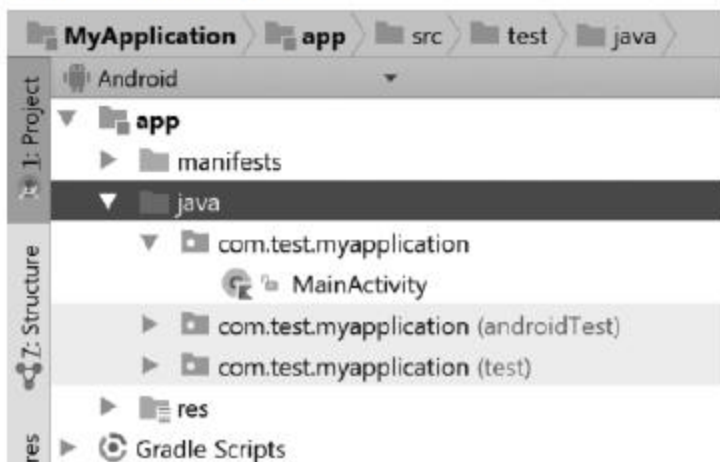 MyApplication app src test java
Android
1: Project
app
manifests
java
com.test.myapplication
MainActivity
com.test.myapplication (androidTest)
com.test.myapplication (test)
Z: Structure
res
Gradle Scripts
res